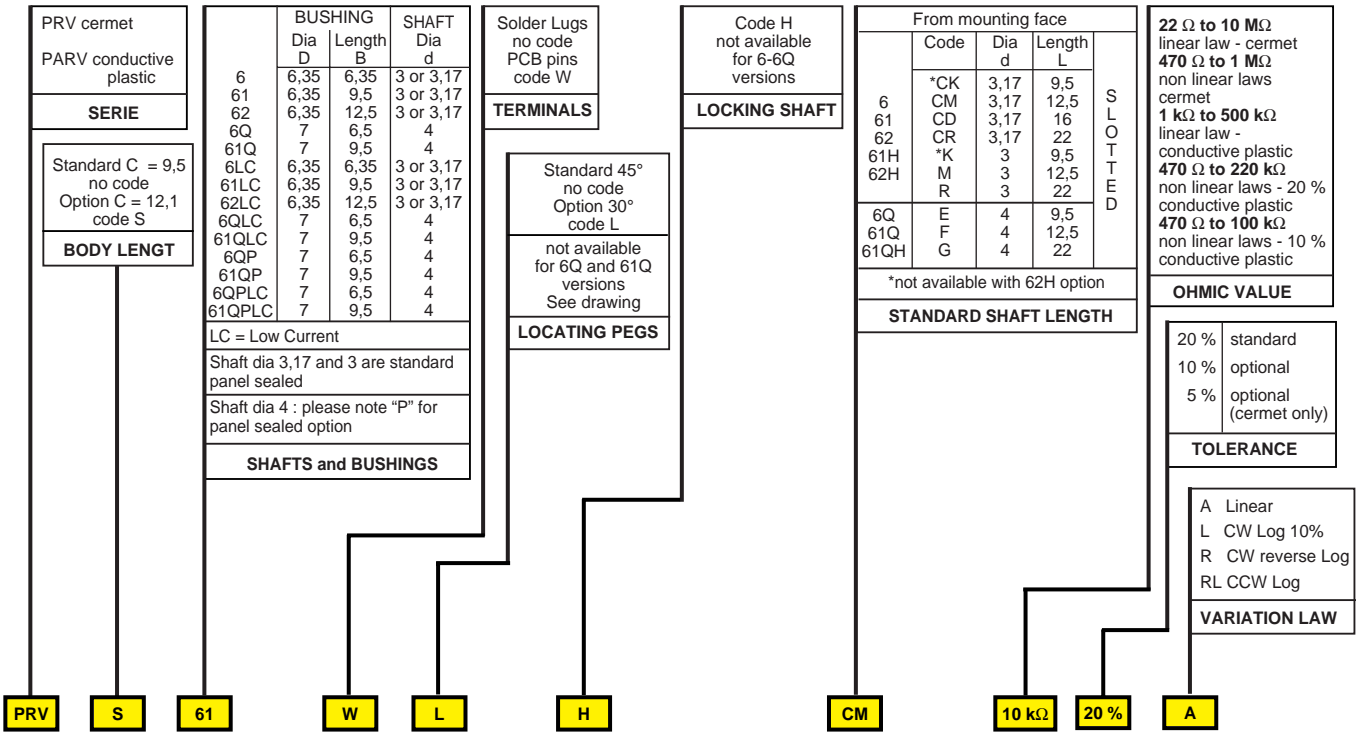 PRV cermet
PARV conductive
plastic
SERIE
Standard C = 9,5
no code
Option C = 12,1
code S
BODY LENGT
BUSHING SHAFT
Dia Length Dia
D B d
6 6,35 6,35 3 or 3,17
61 6,35 9,5 3 or 3,17
62 6,35 12,5 3 or 3,17
6Q 7 6,5 4
61Q 7 9,5 4
6LC 6,35 6,35 3 or 3,17
61LC 6,35 9,5 3 or 3,17
62LC 6,35 12,5 3 or 3,17
6QLC 7 6,5 4
61QLC 7 9,5 4
6QP 7 6,5 4
61QP 7 9,5 4
6QPLC 7 6,5 4
61QPLC 7 9,5 4
LC = Low Current
Shaft dia 3,17 and 3 are standard
panel sealed
Shaft dia 4 : please note “P” for
panel sealed option
SHAFTS and BUSHINGS
Solder Lugs
no code
PCB pins
code W
TERMINALS
Standard 45°
no code
Option 30°
code L
not available
for 6Q and 61Q
versions
See drawing
LOCATING PEGS
Code H
not available
for 6-6Q
versions
LOCKING SHAFT
From mounting face
Code Dia Length
d L
*CK 3,17 9,5
6 CM 3,17 12,5
61 CD 3,17 16
62 CR 3,17 22
61H *K 3 9,5
62H M 3 12,5
R 3 22
6Q E 4 9,5
61Q F 4 12,5
61QH G 4 22
SLOTTED
*not available with 62H option
STANDARD SHAFT LENGTH
22 Ω to 10 MΩ
linear law - cermet
470 Ω to 1 MΩ
non linear laws
cermet
1 kΩ to 500 kΩ
linear law -
conductive plastic
470 Ω to 220 kΩ
non linear laws - 20 %
conductive plastic
470 Ω to 100 kΩ
non linear laws - 10 %
conductive plastic
OHMIC VALUE
20 % standard
10 % optional
5 % optional
(cermet only)
TOLERANCE
A Linear
L CW Log 10%
R CW reverse Log
RL CCW Log
VARIATION LAW
PRV S 61 W L H CM 10 kΩ 20 % A